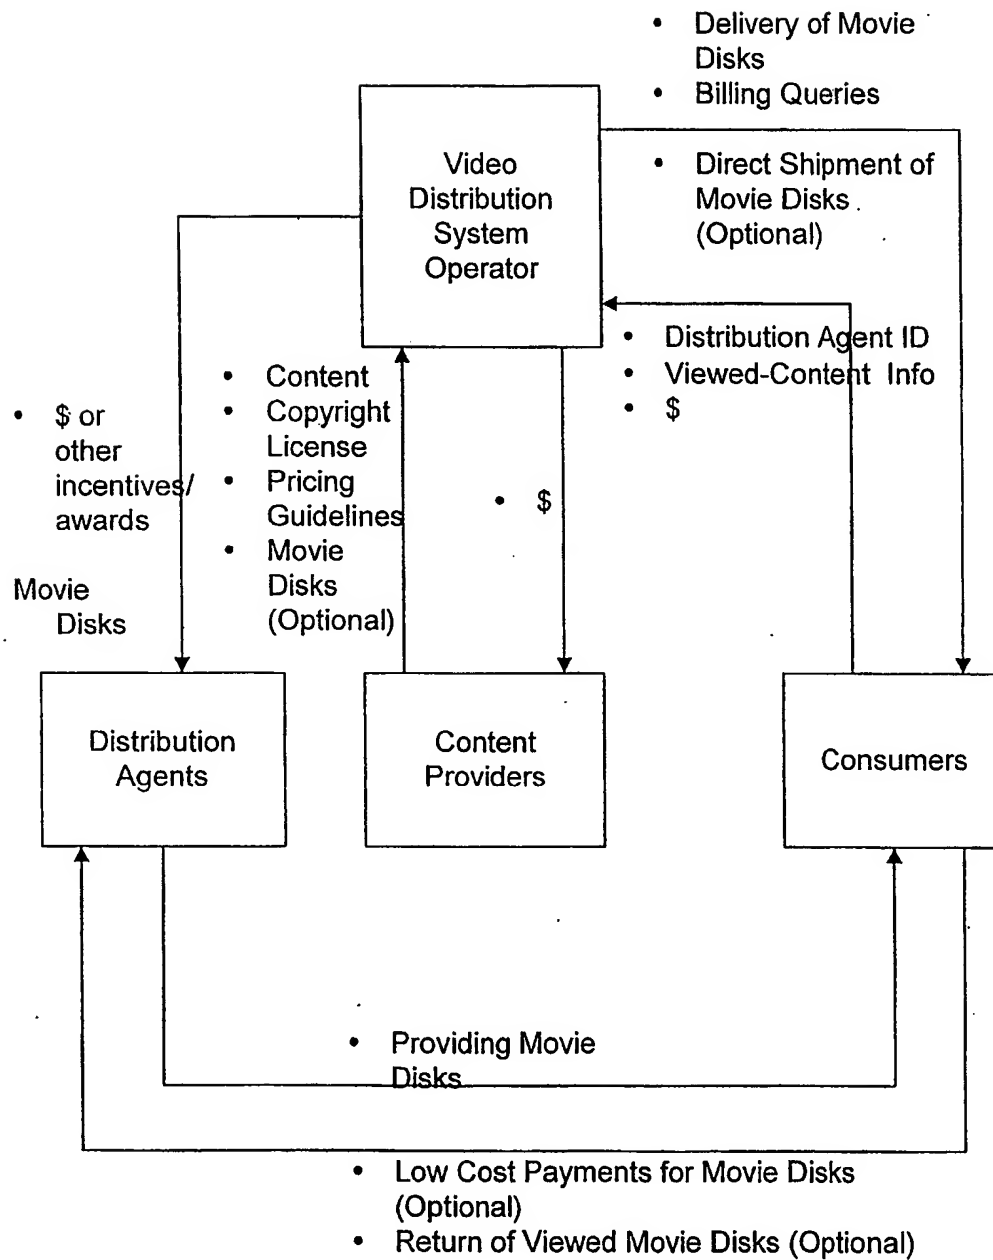 • Delivery of Movie
Disks
• Billing Queries
Video
Distribution
System
Operator
• Direct Shipment of
Movie Disks
(Optional)
• Distribution Agent ID
• Viewed-Content Info
• $
• Content
• Copyright
License
• Pricing
Guidelines
• Movie
Disks
(Optional)
• $ or
other
incentives/
awards
• $
Movie
Disks
Distribution
Agents
Content
Providers
Consumers
• Providing Movie
Disks
• Low Cost Payments for Movie Disks
(Optional)
• Return of Viewed Movie Disks (Optional)